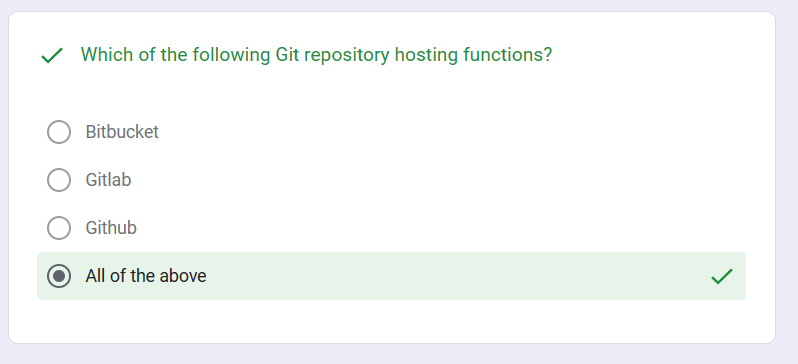 Which of the following Git repository hosting functions?
Bitbucket
Gitlab
Github
All of the above